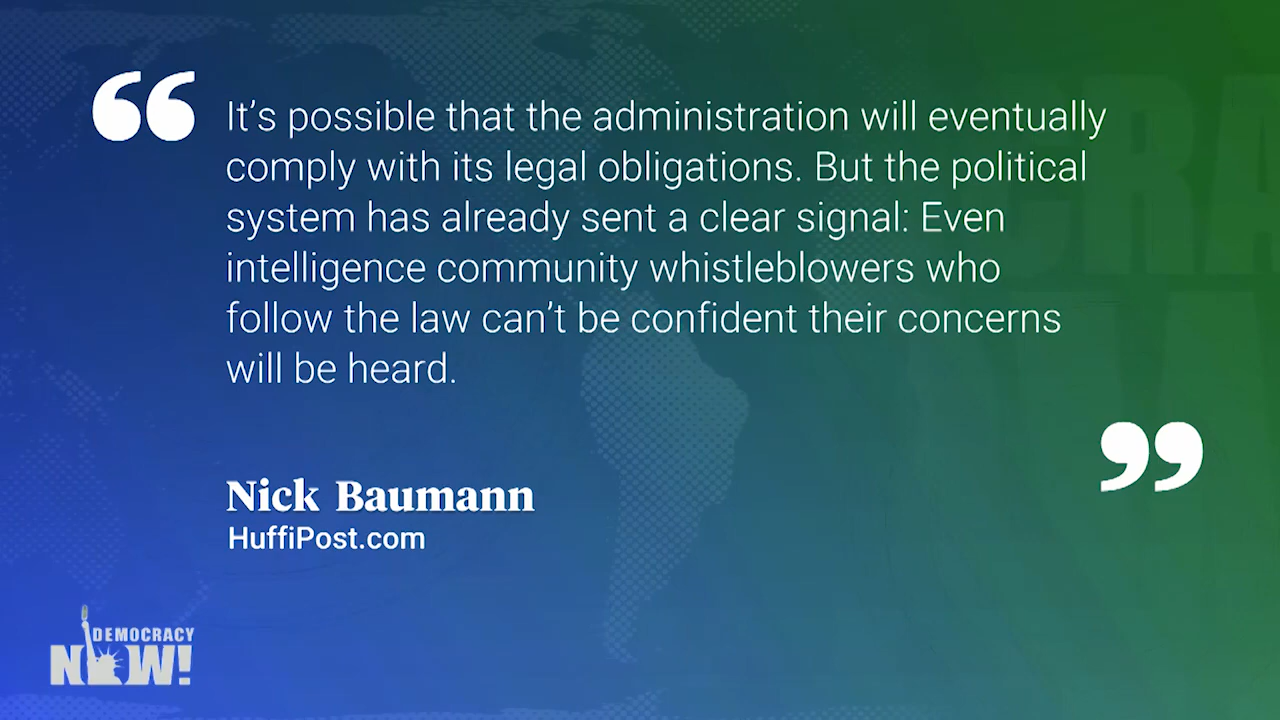 “
It’s possible that the administration will eventually
comply with its legal obligations. But the political
system has already sent a clear signal: Even
intelligence community whistleblowers who
follow the law can’t be confident their concerns
will be heard.
”
Nick Baumann
HuffiPost.com
DEMOCRACY
NOW!